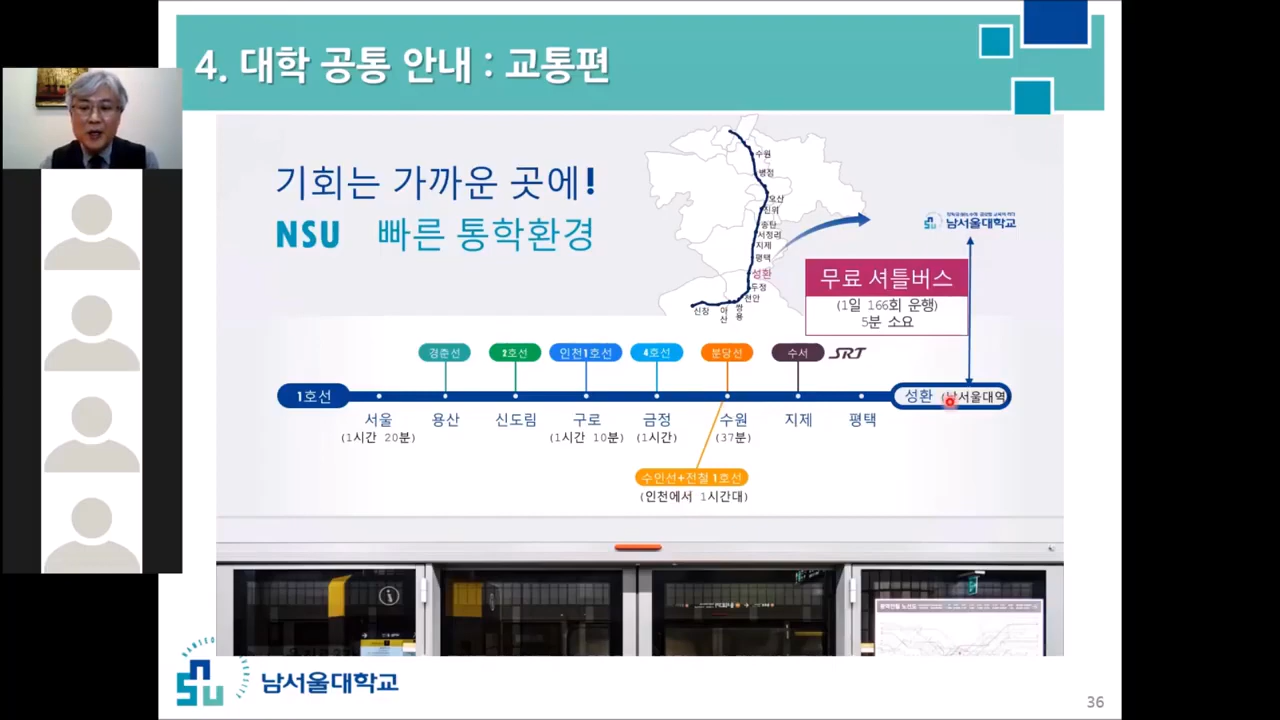 4. 대학 공통 안내 : 교통편
기회는 가까운 곳에!
NSU 빠른 통학환경
수원
병점
오산
진위
송탄
서정리
지제
평택
성환
두정
천안
쌍용
아산
신창
남서울대학교
무료 셔틀버스
(1일 166회 운행)
5분 소요
경춘선 2호선 인천1호선 4호선 분당선 수서 SRT
1호선 성환 (남서울대역
서울 용산 신도림 구로 금정 수원 지제 평택
(1시간 20분) (1시간 10분) (1시간) (37분)
수인선+전철 1호선
(인천에서 1시간대)
nsu 남서울대학교
36